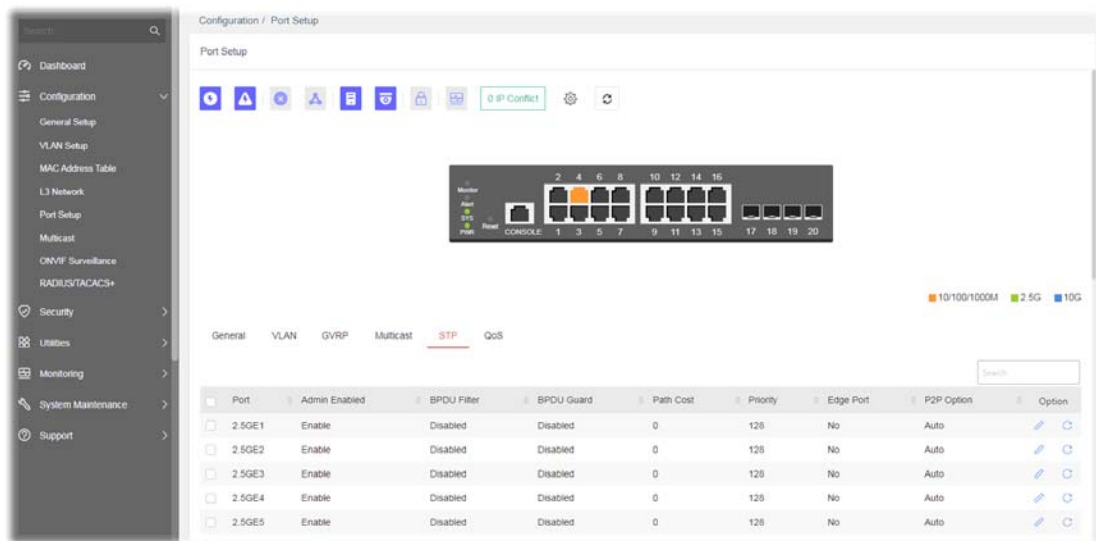 Configuration / Port Setup
Search
Port Setup
Dashboard
Configuration
General Setup
VLAN Setup
MAC Address Table
L3 Network
Port Setup
Multicast
ONVIF Surveillance
RADIUS/TACACS+
Security
Utilities
Monitoring
System Maintenance
Support
0 IP Conflict
2 4 6 8 10 12 14 16
Monitor
Alert
SYS
PWR
Reset
CONSOLE 1 3 5 7 9 11 13 15 17 18 19 20
10/100/1000M 2.5G 10G
General VLAN GVRP Multicast STP QoS
Search
Port Admin Enabled BPDU Filter BPDU Guard Path Cost Priority Edge Port P2P Option Option
2.5GE1 Enable Disabled Disabled 0 128 No Auto
2.5GE2 Enable Disabled Disabled 0 128 No Auto
2.5GE3 Enable Disabled Disabled 0 128 No Auto
2.5GE4 Enable Disabled Disabled 0 128 No Auto
2.5GE5 Enable Disabled Disabled 0 128 No Auto